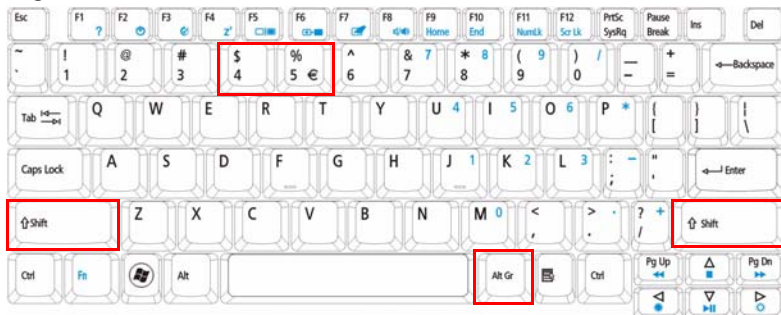 Esc F1 ? F2 F3 F4 Zz F5 F6 F7 F8 F9 Home F10 End F11 NumLk F12 Scr Lk PrtSc SysRq Pause Break Ins Del
~ ` ! 1 @ 2 # 3 $ 4 % 5 € ^ 6 & 7 7 * 8 8 ( 9 9 ) / 0 _ - + = Backspace
Tab Q W E R T Y U 4 I 5 O 6 P * { [ } ] | \
Caps Lock A S D F G H J 1 K 2 L 3 : - ; " ' Enter
⇧ Shift Z X C V B N M 0 < , > . . ? + / ⇧ Shift
Ctrl Fn Alt Alt Gr Ctrl Pg Up Pg Dn